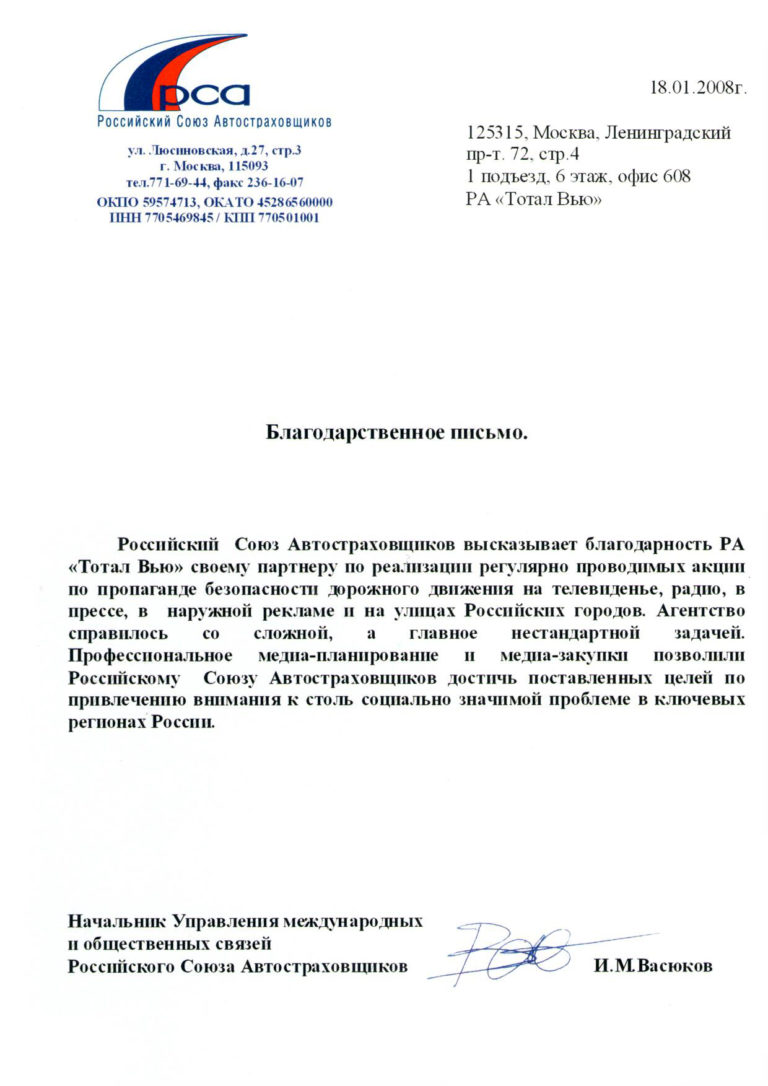 рса
Российский Союз Автостраховщиков
ул. Люсиновская, д.27, стр.3
г. Москва, 115093
тел.771-69-44, факс 236-16-07
ОКПО 59574713, ОКАТО 45286560000
ИНН 7705469845 / КПП 770501001
18.01.2008г.
125315, Москва, Ленинградский
пр-т. 72, стр.4
1 подъезд, 6 этаж, офис 608
РА «Тотал Вью»
Благодарственное письмо.
Российский Союз Автостраховщиков высказывает благодарность РА
«Тотал Вью» своему партнеру по реализации регулярно проводимых акции
по пропаганде безопасности дорожного движения на телевиденье, радио, в
прессе, в наружной рекламе и на улицах Российских городов. Агентство
справилось со сложной, а главное нестандартной задачей.
Профессиональное медиа-планирование и медиа-закупки позволили
Российскому Союзу Автостраховщиков достичь поставленных целей по
привлечению внимания к столь социально значимой проблеме в ключевых
регионах России.
Начальник Управления международных
и общественных связей
Российского Союза Автостраховщиков
И.М.Васюков